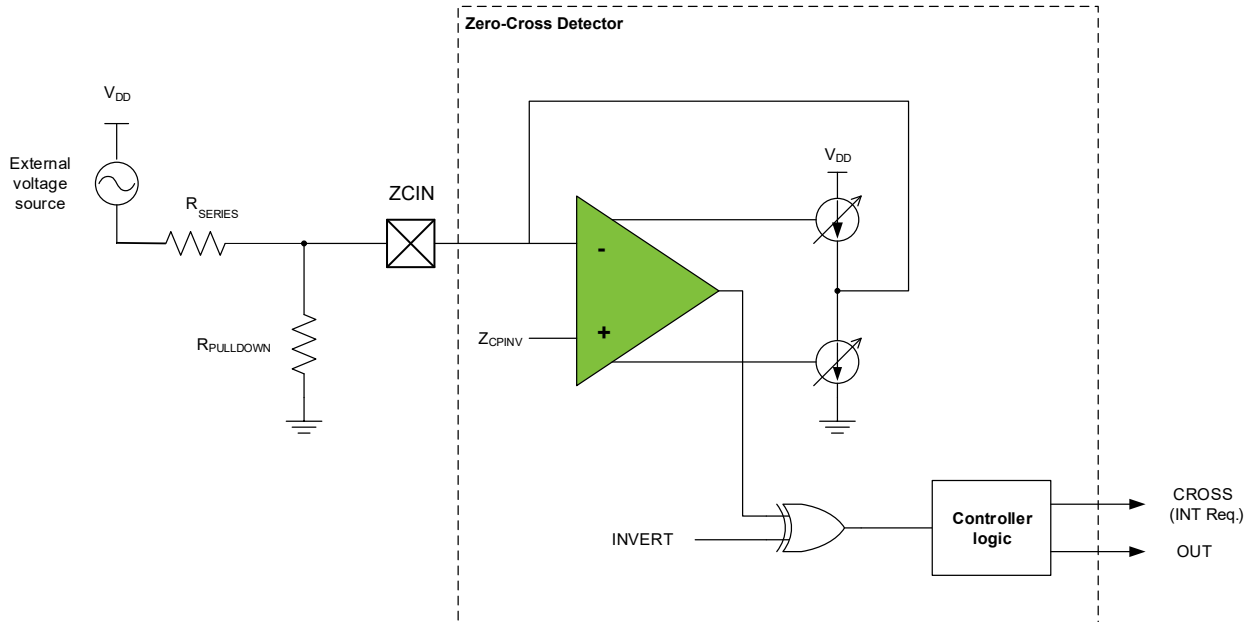 Zero-Cross Detector
VDD
External
voltage
source
RSERIES
ZCIN
VDD
-
+
RPULLDOWN
ZCPINV
INVERT
Controller
logic
CROSS
(INT Req.)
OUT